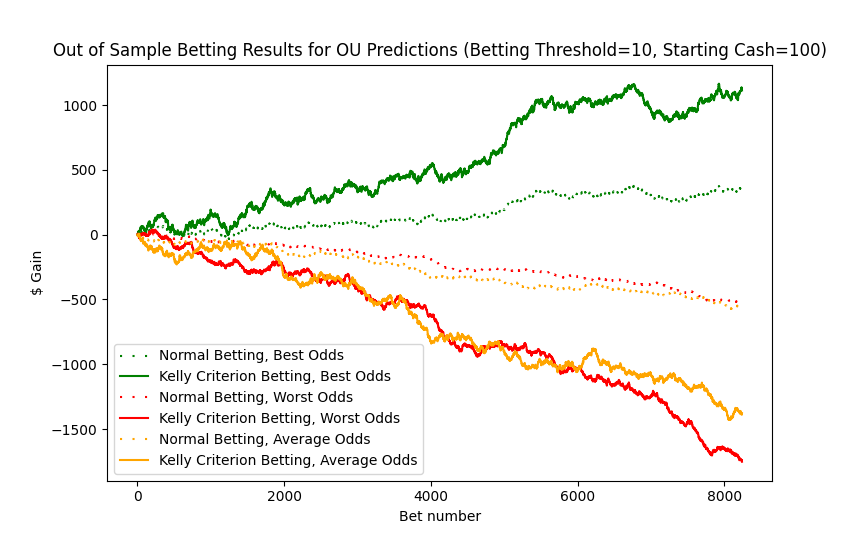 Out of Sample Betting Results for OU Predictions (Betting Threshold=10, Starting Cash=100)
1000
500
0
−500
−1000
−1500
$ Gain
Normal Betting, Best Odds
Kelly Criterion Betting, Best Odds
Normal Betting, Worst Odds
Kelly Criterion Betting, Worst Odds
Normal Betting, Average Odds
Kelly Criterion Betting, Average Odds
0 2000 4000 6000 8000
Bet number